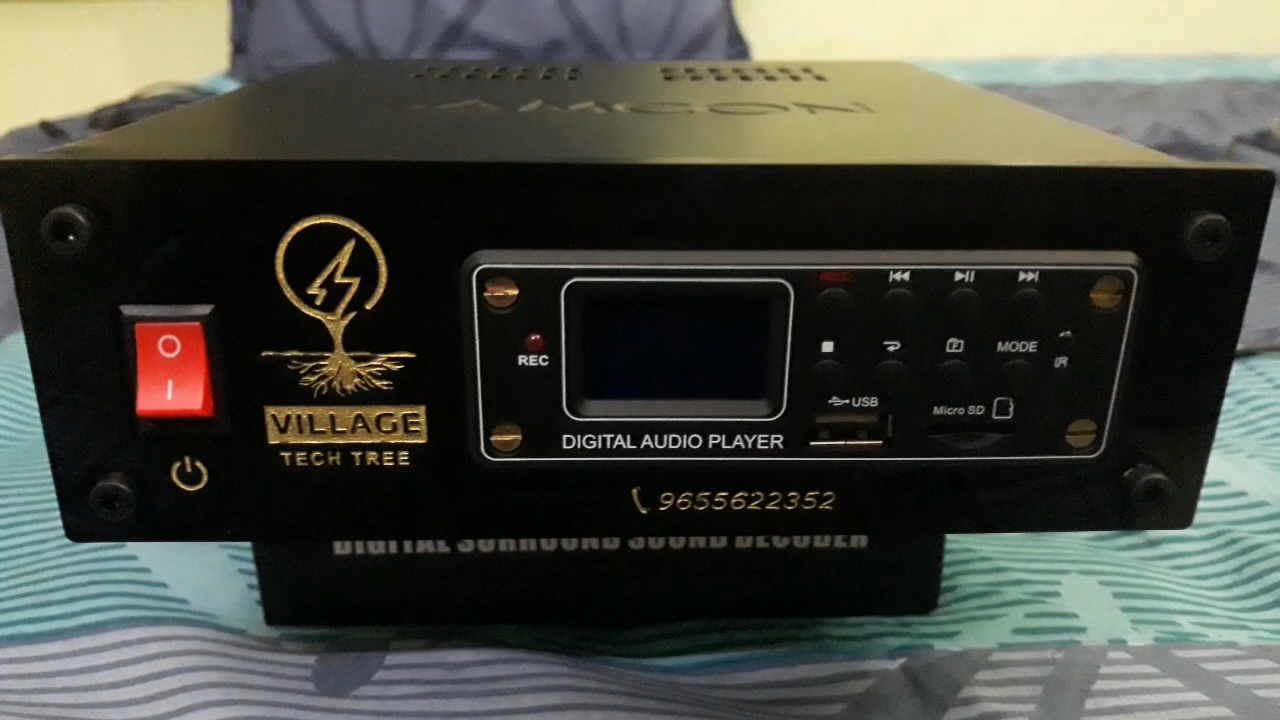 AMCON
REC
REC
MODE
IR
USB
Micro SD
DIGITAL AUDIO PLAYER
VILLAGE
TECH TREE
9655622352
DIGITAL SURROUND SOUND DECODER